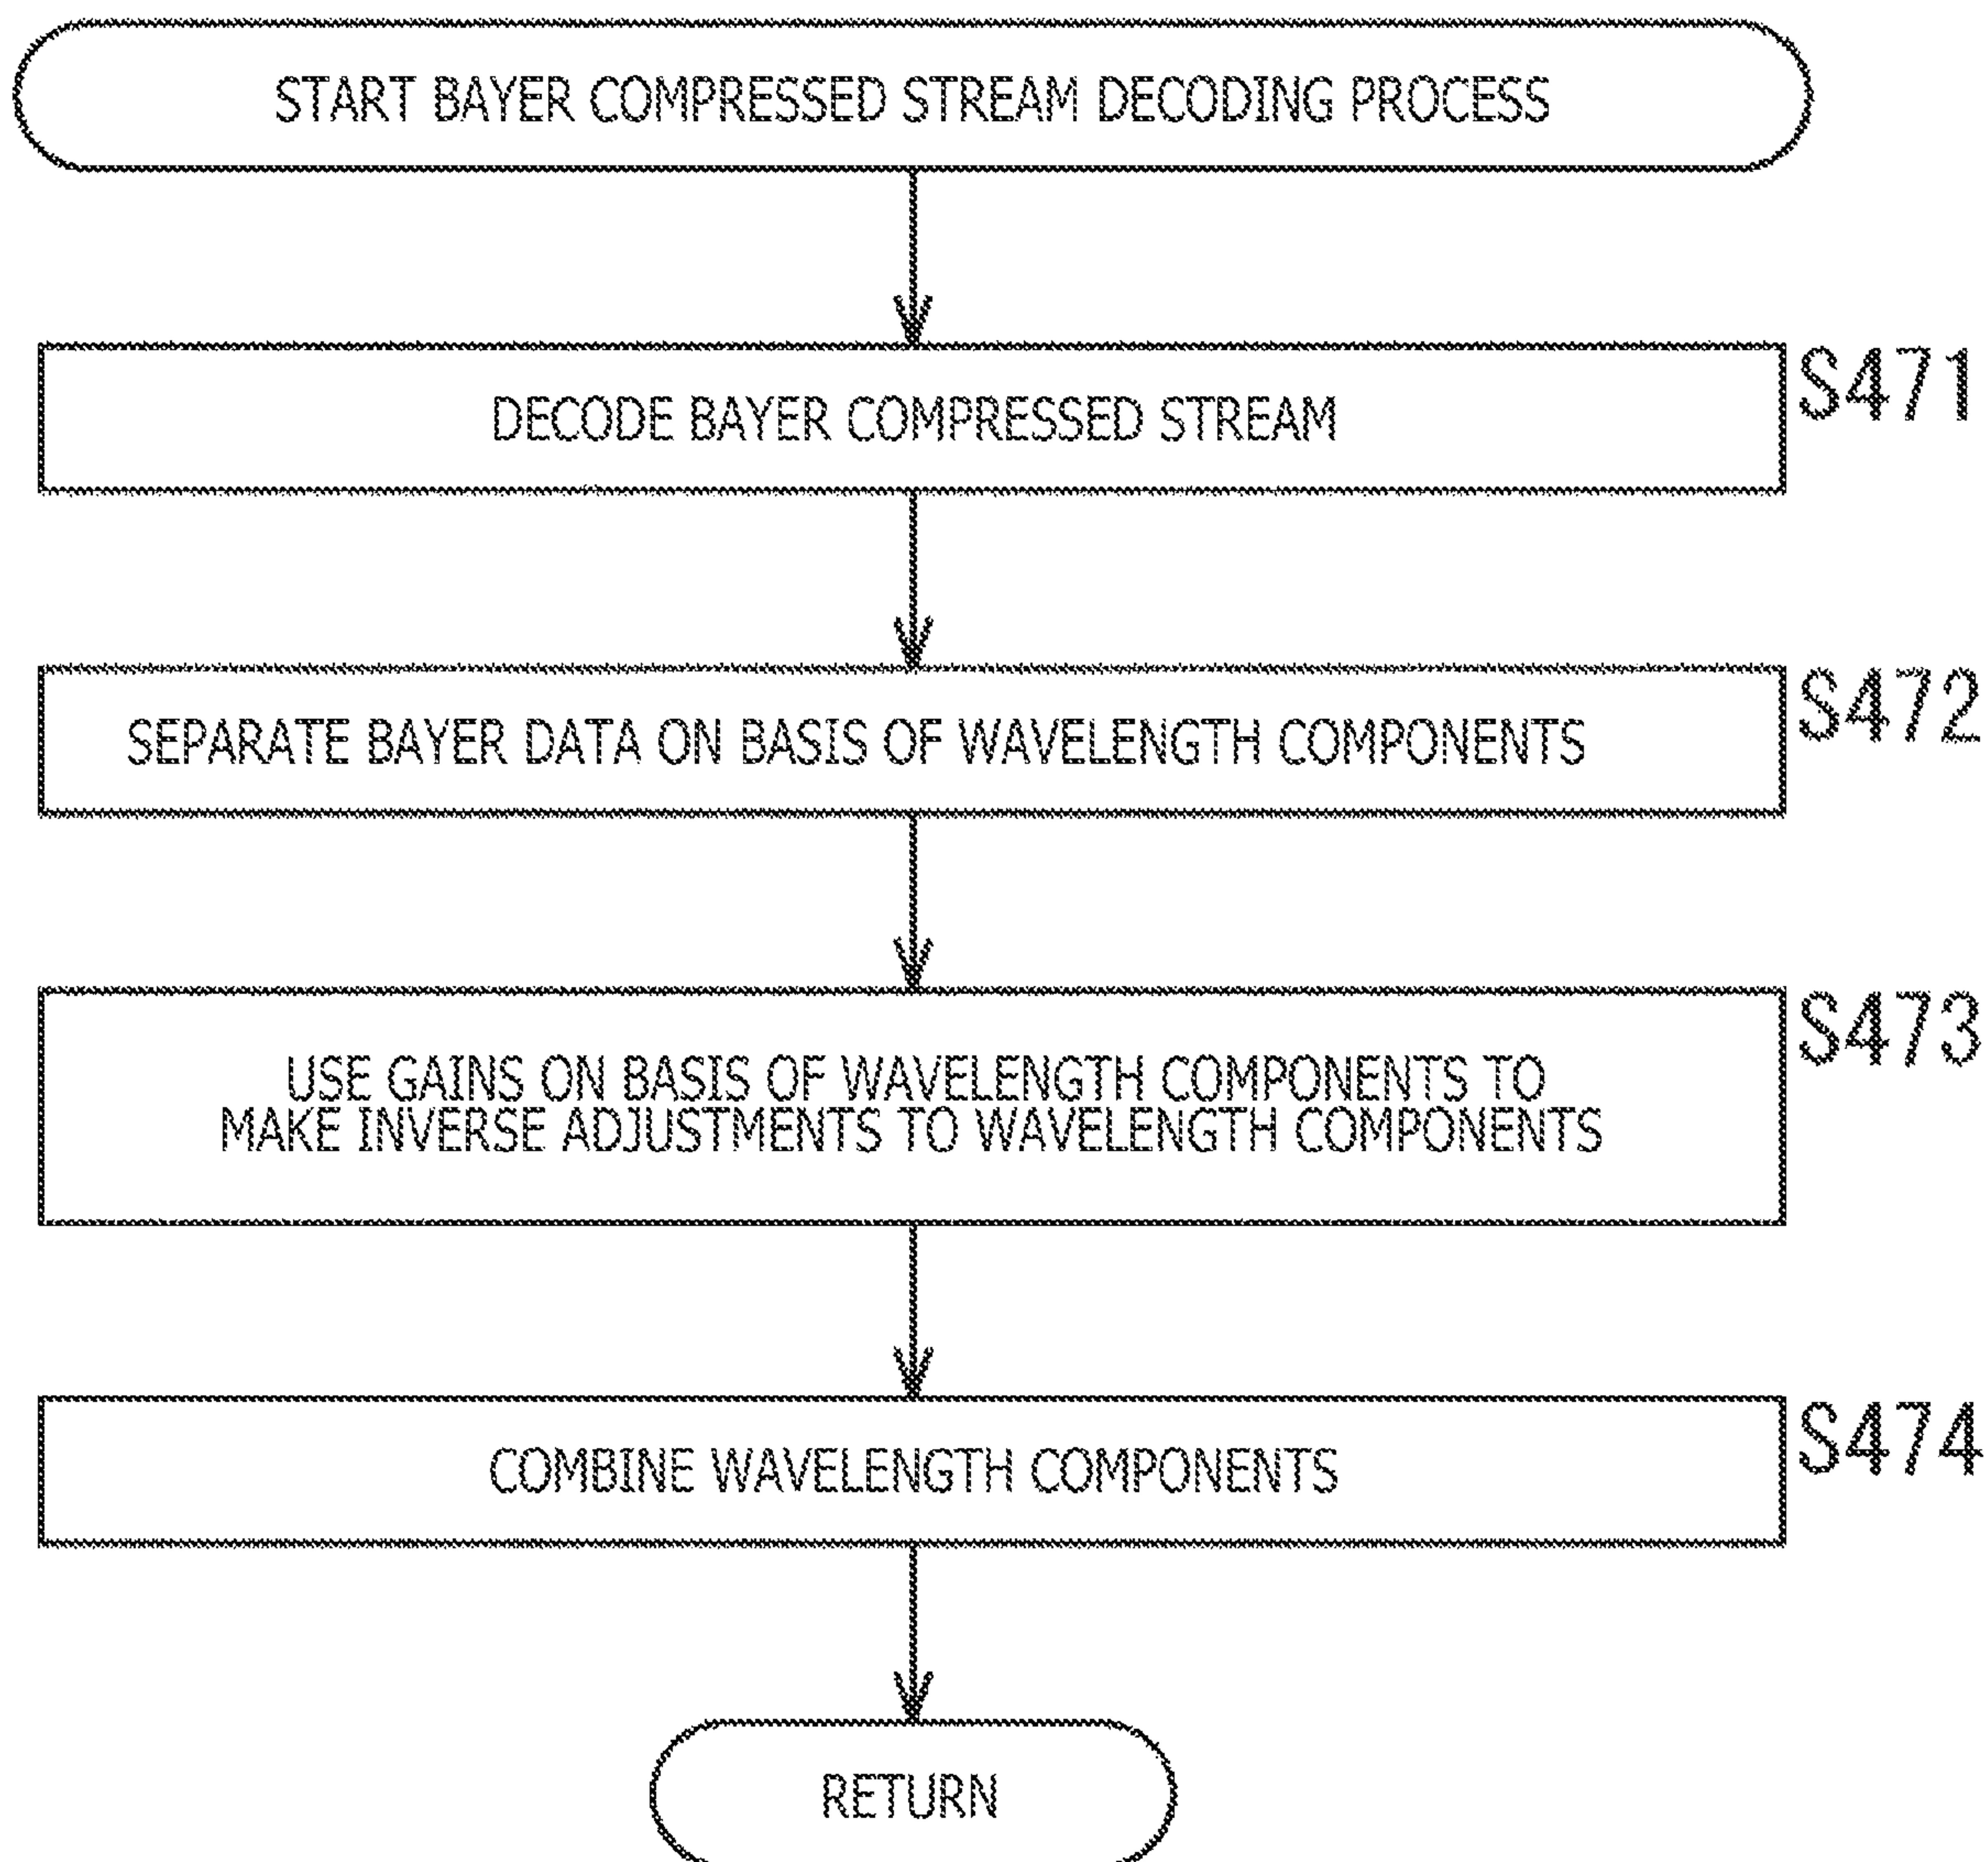 START BAYER COMPRESSED STREAM DECODING PROCESS
DECODE BAYER COMPRESSED STREAM
S471
SEPARATE BAYER DATA ON BASIS OF WAVELENGTH COMPONENTS
S472
USE GAINS ON BASIS OF WAVELENGTH COMPONENTS TO
MAKE INVERSE ADJUSTMENTS TO WAVELENGTH COMPONENTS
S473
COMBINE WAVELENGTH COMPONENTS
S474
RETURN